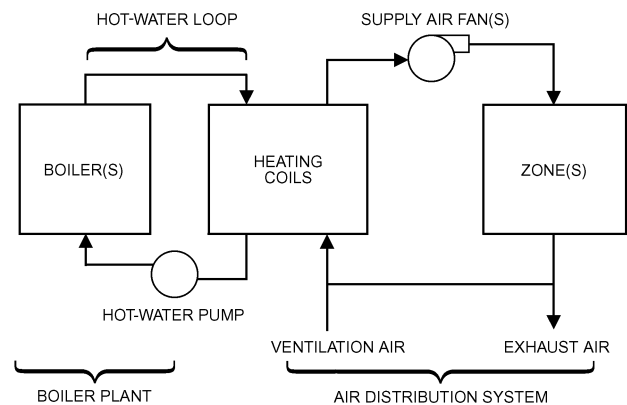 HOT-WATER LOOP
SUPPLY AIR FAN(S)
BOILER(S)
HEATING
COILS
ZONE(S)
HOT-WATER PUMP
VENTILATION AIR
EXHAUST AIR
BOILER PLANT
AIR DISTRIBUTION SYSTEM